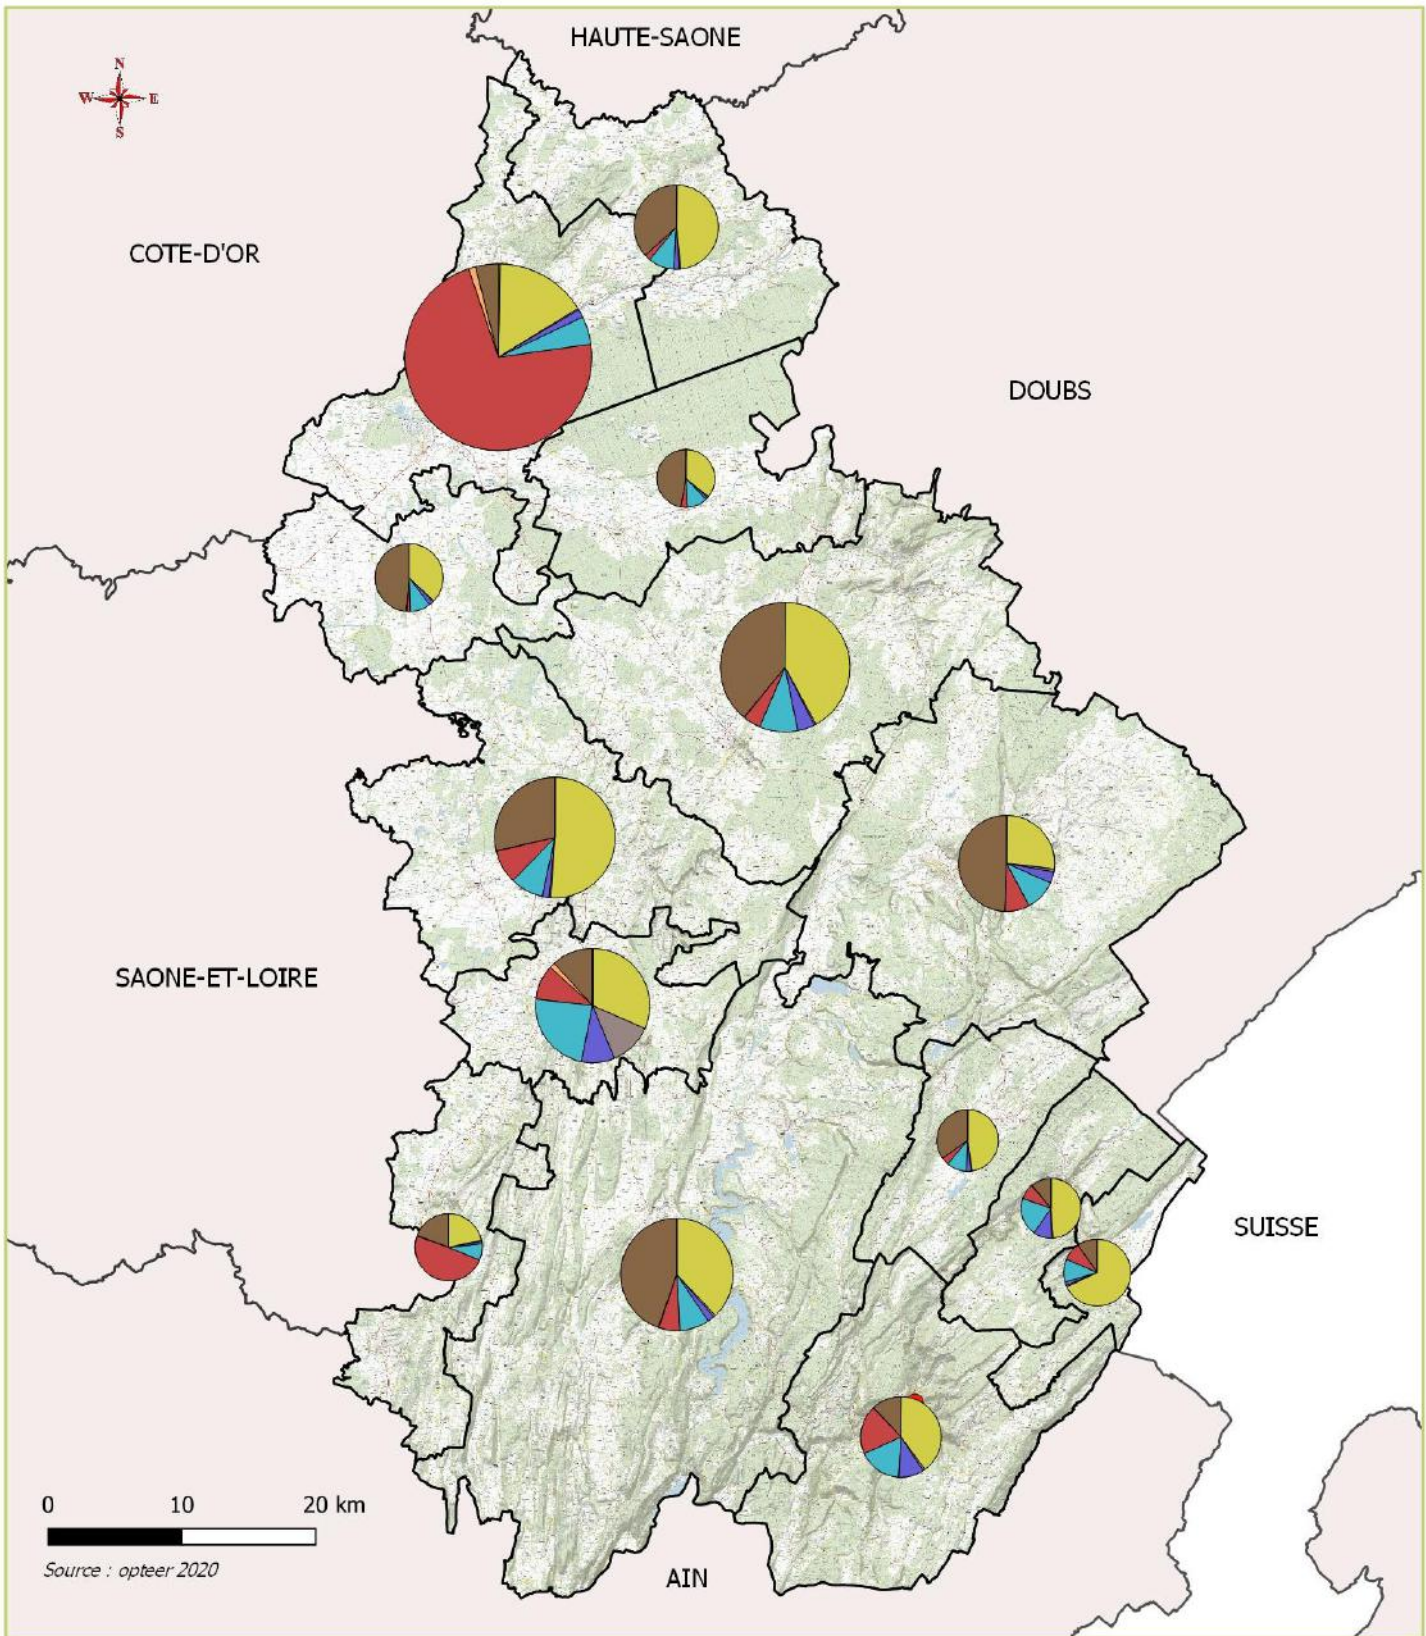 HAUTE-SAONE
N
W E
S
COTE-D'OR
DOUBS
SAONE-ET-LOIRE
SUISSE
0 10 20 km
Source : opteer 2020
AIN